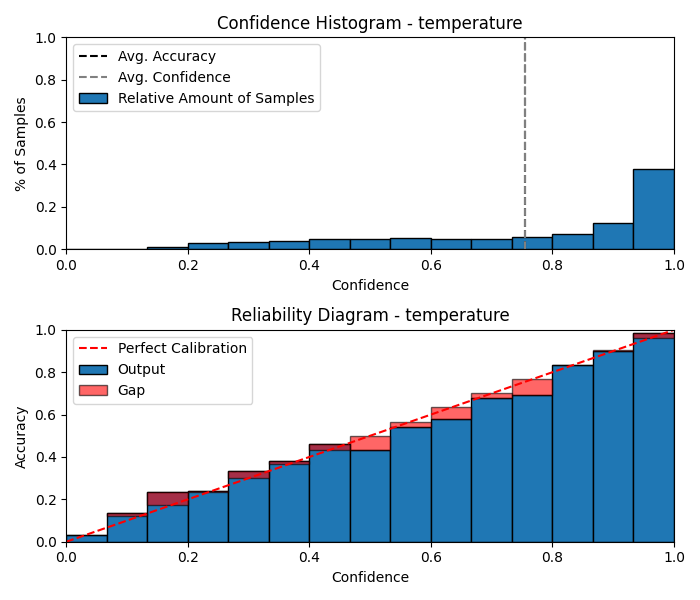 Confidence Histogram - temperature
1.0
0.8
0.6
0.4
0.2
0.0
% of Samples
Avg. Accuracy
Avg. Confidence
Relative Amount of Samples
0.0 0.2 0.4 0.6 0.8 1.0
Confidence
Reliability Diagram - temperature
1.0
0.8
0.6
0.4
0.2
0.0
Accuracy
Perfect Calibration
Output
Gap
0.0 0.2 0.4 0.6 0.8 1.0
Confidence